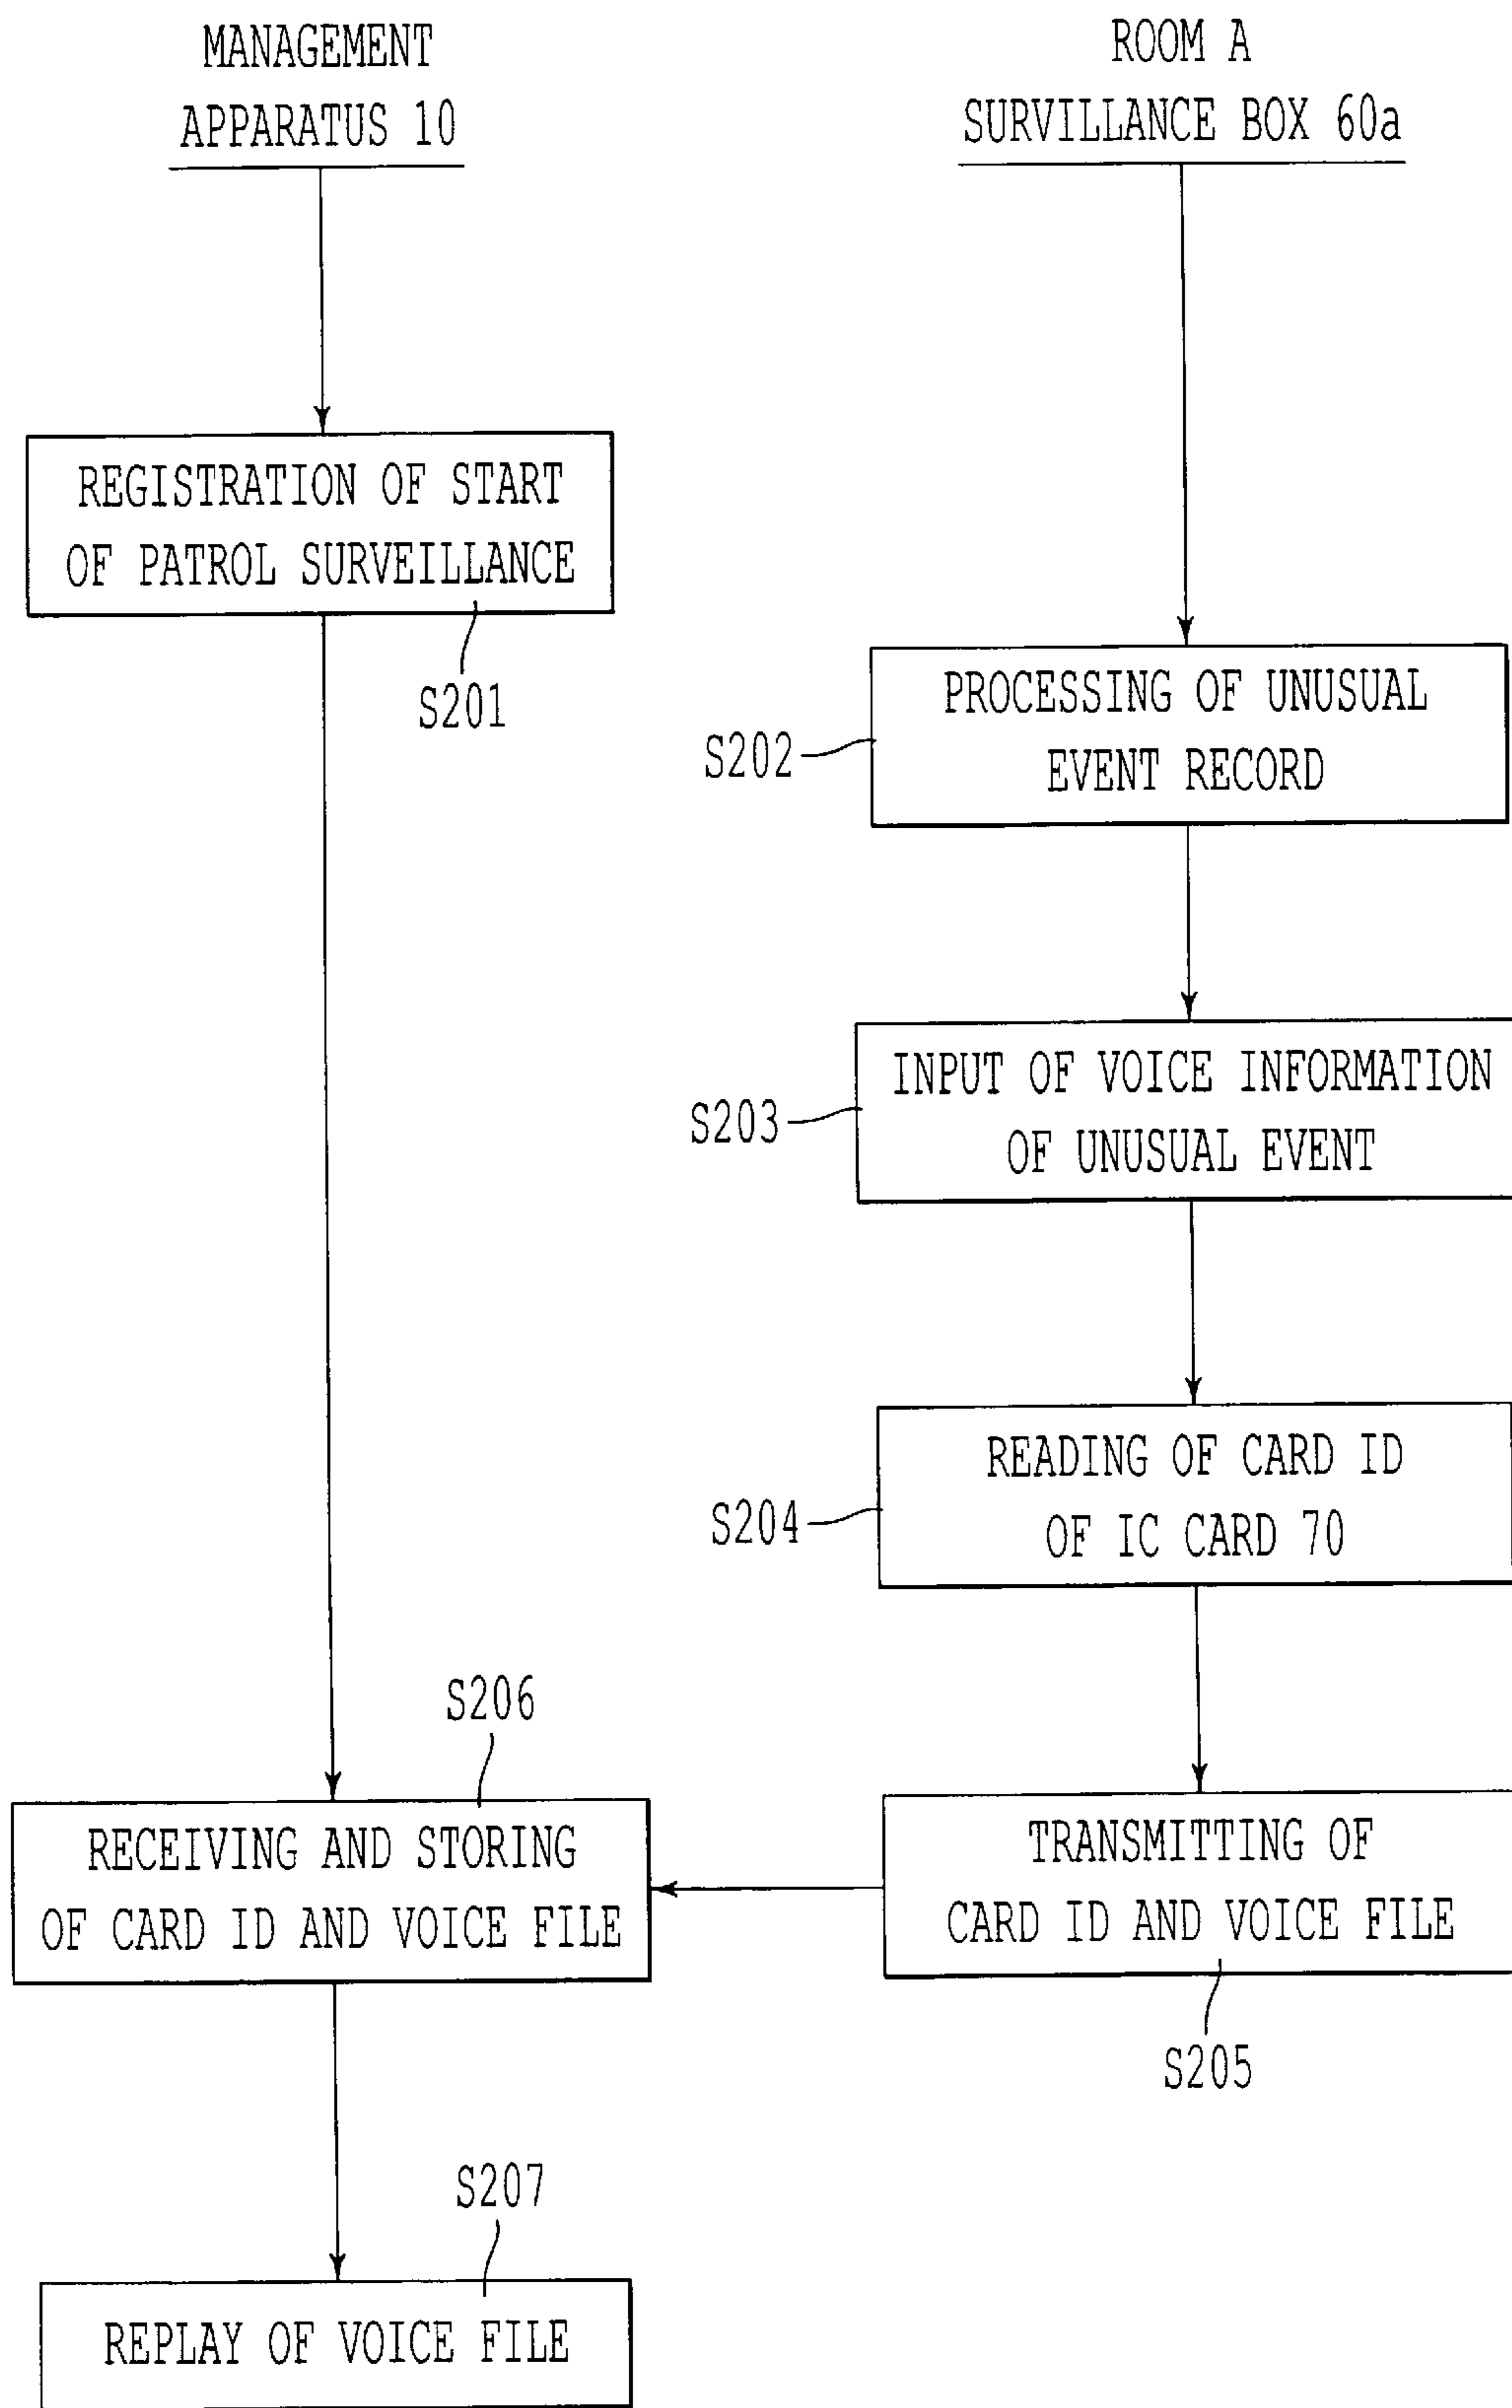 MANAGEMENT
APPARATUS 10
ROOM A
SURVILLANCE BOX 60a
REGISTRATION OF START
OF PATROL SURVEILLANCE
S201
PROCESSING OF UNUSUAL
EVENT RECORD
S202
INPUT OF VOICE INFORMATION
OF UNUSUAL EVENT
S203
READING OF CARD ID
OF IC CARD 70
S204
S206
RECEIVING AND STORING
OF CARD ID AND VOICE FILE
TRANSMITTING OF
CARD ID AND VOICE FILE
S205
S207
REPLAY OF VOICE FILE